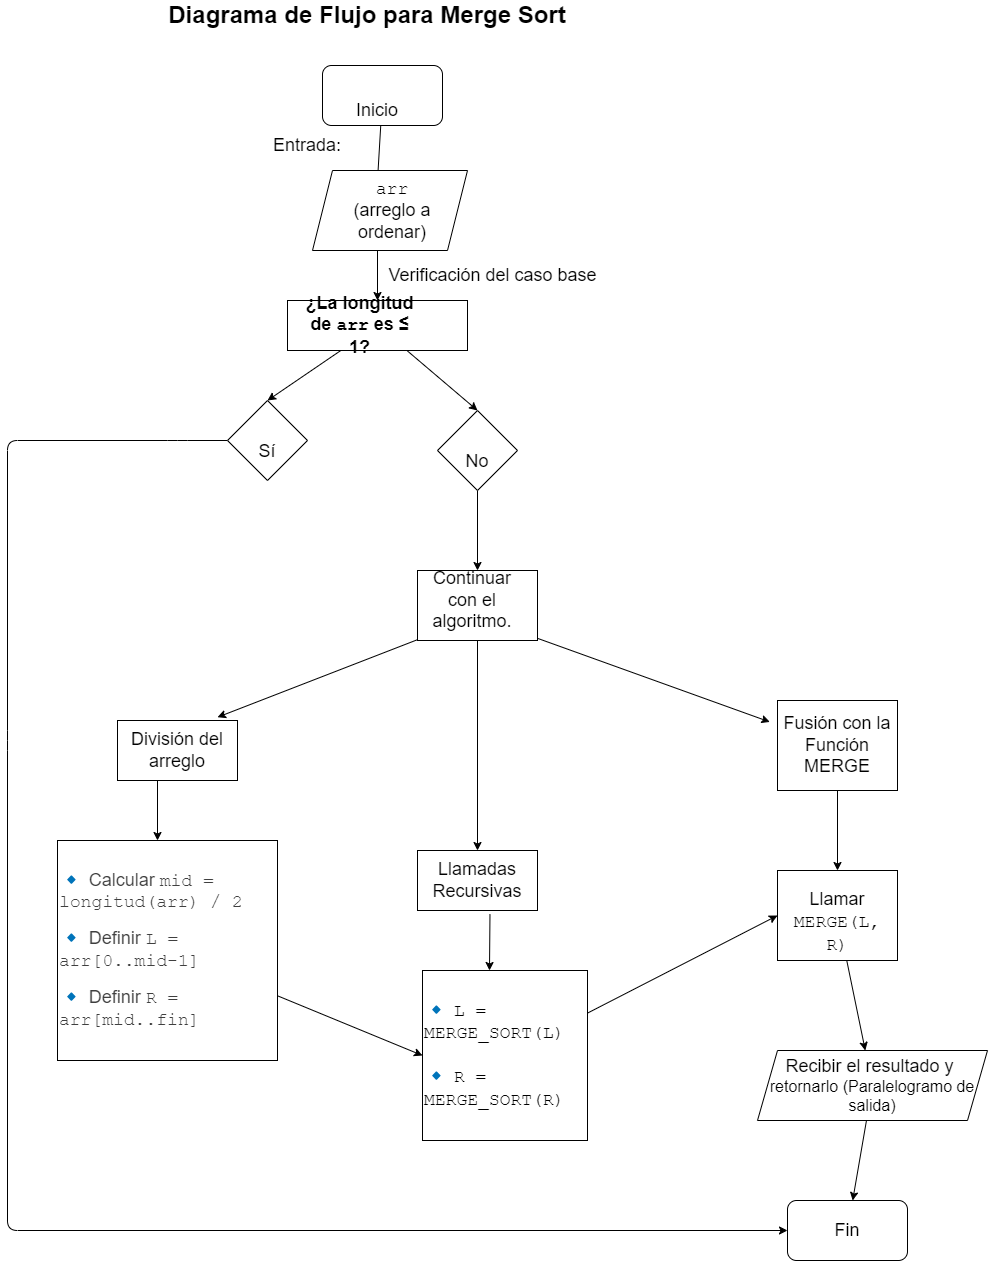 Diagrama de Flujo para Merge Sort
Inicio
Entrada:
arr
(arreglo a
ordenar)
Verificación del caso base
¿La longitud
de arr es ≤
1?
Sí
No
Continuar
con el
algoritmo.
División del
arreglo
Calcular mid =
longitud(arr) / 2
Definir L =
arr[0..mid-1]
Definir R =
arr[mid..fin]
Llamadas
Recursivas
L =
MERGE_SORT(L)
R =
MERGE_SORT(R)
Fusión con la
Función
MERGE
Llamar
MERGE(L,
R)
Recibir el resultado y
retornarlo (Paralelogramo de
salida)
Fin